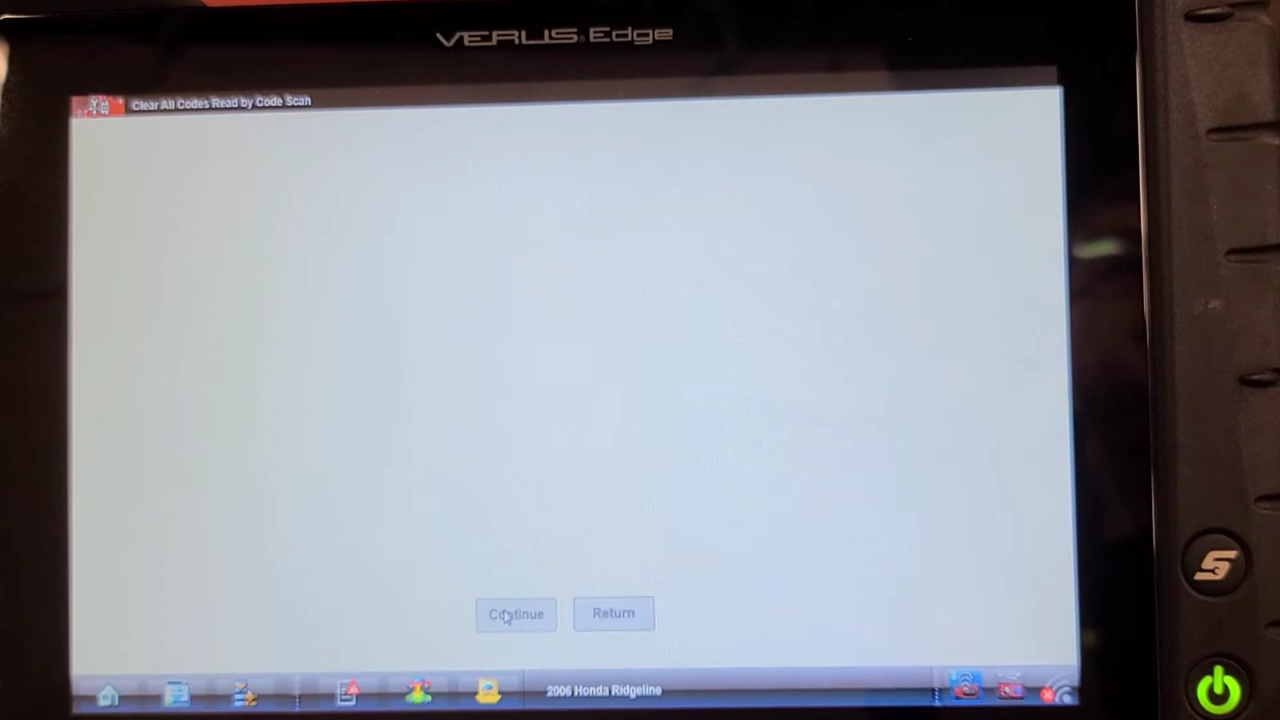 VERUS Edge
Clear All Codes Read by Code Scan
Continue
Return
2006 Honda Ridgeline
S